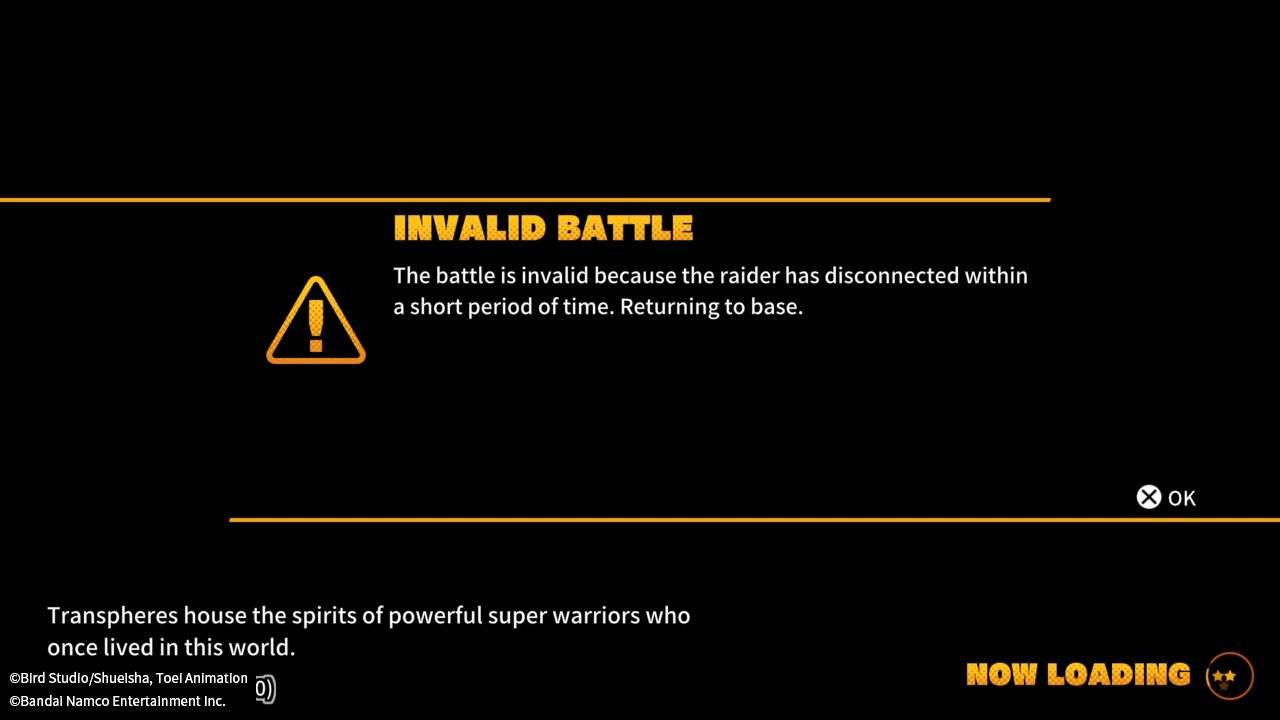 INVALID BATTLE
The battle is invalid because the raider has disconnected within
a short period of time. Returning to base.
OK
Transpheres house the spirits of powerful super warriors who
once lived in this world.
NOW LOADING
©Bird Studio/Shueisha, Toei Animation
©Bandai Namco Entertainment Inc.